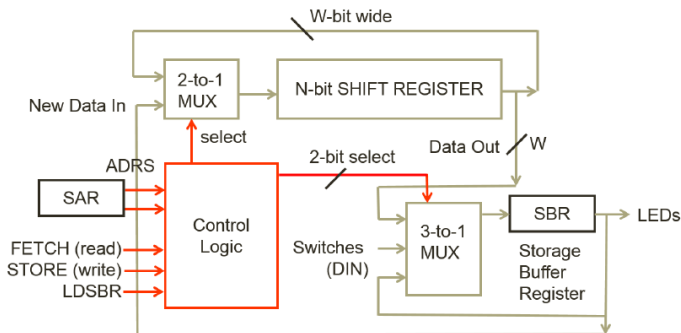 W-bit wide
2-to-1
MUX
N-bit SHIFT REGISTER
New Data In
select
Data Out
W
ADRS
2-bit select
SAR
Control
Logic
3-to-1
MUX
SBR
LEDs
FETCH (read)
STORE (write)
LDSBR
Switches
(DIN)
Storage
Buffer
Register